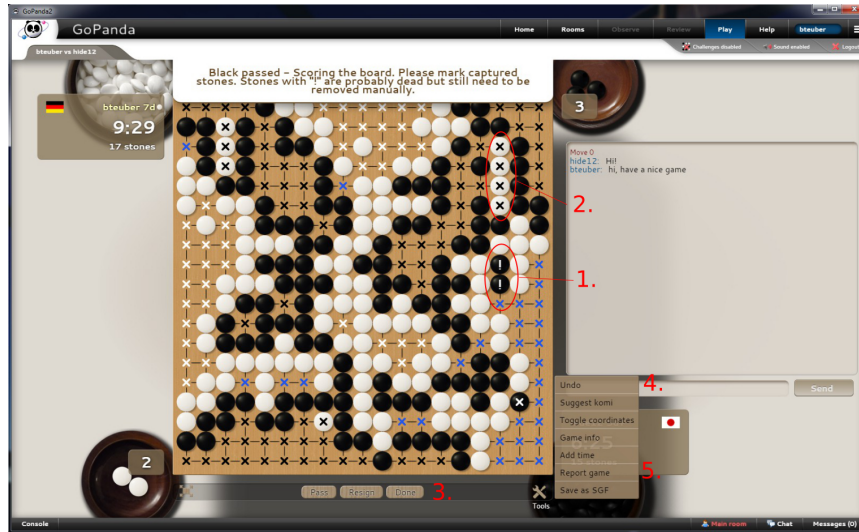 GoPanda2
GoPanda
Home Rooms Observe Review Play Help bteuber
bteuber vs hide12
Challenges disabled Sound enabled Logout
Black passed - Scoring the board. Please mark captured
stones. Stones with "!" are probably dead but still need to be
removed manually.
bteuber 7d
9:29
17 stones
3
Move 0
hide12: Hi!
bteuber: hi, have a nice game
2.
1.
Undo
4.
Send
Suggest komi
Toggle coordinates
Game info
Add time
Report game
5.
Save as SGF
2
Pass Resign Done
3.
Tools
Console Main room Chat Messages (0)